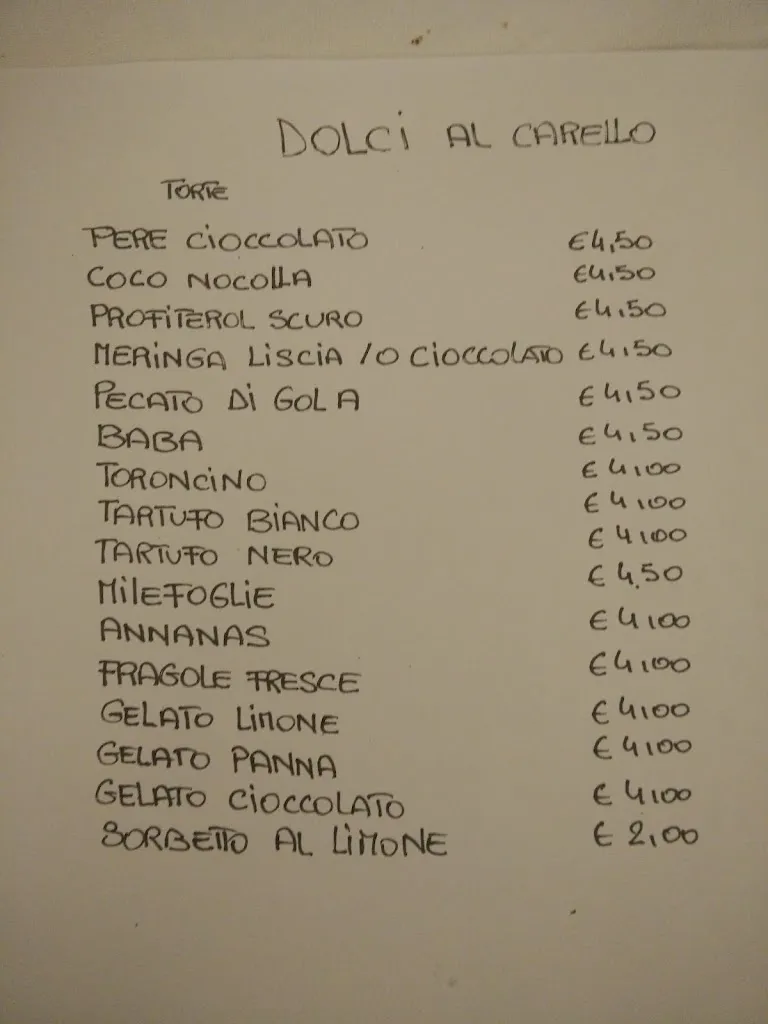 DOLCI AL CARELLO
TORTE
PERE CIOCCOLATO €4,50
COCO NOCOLLA €4,50
PROFITEROL SCURO €4,50
MERINGA LISCIA /O CIOCCOLATO €4,50
PECATO DI GOLA €4,50
BABA €4,50
TORONCINO €4,00
TARTUFO BIANCO €4,00
TARTUFO NERO €4,00
MILEFOGLIE €4,50
ANNANAS €4,00
FRAGOLE FRESCE €4,00
GELATO LIMONE €4,00
GELATO PANNA €4,00
GELATO CIOCCOLATO €4,00
SORBETTO AL LIMONE €2,00